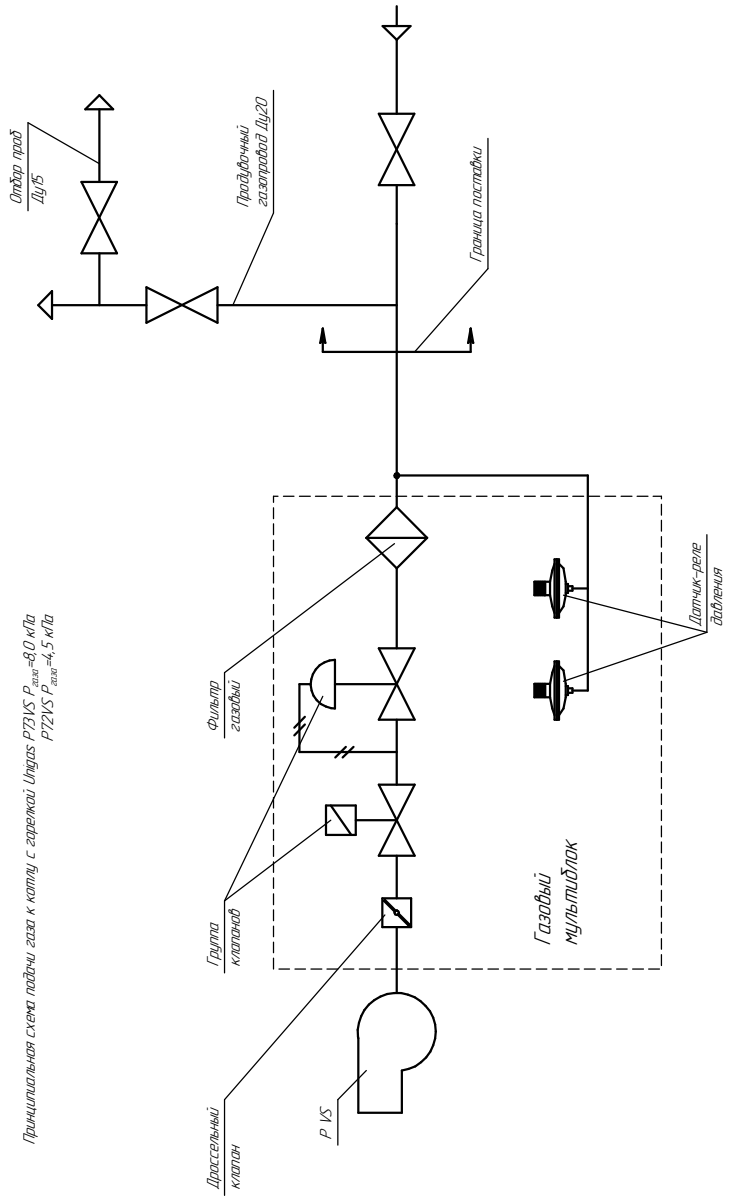 Принципиальная схема подачи газа к котлу с горелкой Unigas P73VS Pгаза=8,0 кПа
P72VS Pгаза=4,5 кПа
Отбор проб
Ду15
Продувочный
газопровод Ду20
Граница поставки
Фильтр
газовый
Датчик-реле
давления
Группа
клапанов
Газовый
мультиблок
Дроссельный
клапан
P VS